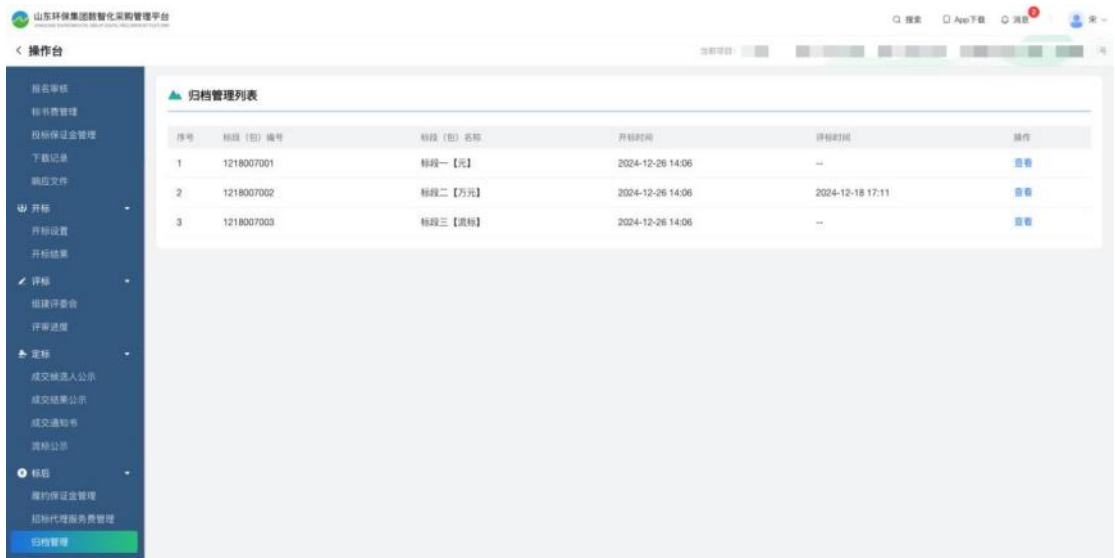 山东环保集团数智化采购管理平台
搜索 App下载 消息 2 宋
操作台 当前项目:
报名审核
标书费管理
投标保证金管理
下载记录
响应文件
开标
开标设置
开标结果
评标
组建评委会
评审进度
定标
成交候选人公示
成交结果公示
成交通知书
流标公示
标后
履约保证金管理
招标代理服务费管理
归档管理
归档管理列表
序号 标段(包)编号 标段(包)名称 开标时间 评标时间 操作
1 1218007001 标段一【元】 2024-12-26 14:06 -- 查看
2 1218007002 标段二【万元】 2024-12-26 14:06 2024-12-18 17:11 查看
3 1218007003 标段三【流标】 2024-12-26 14:06 -- 查看